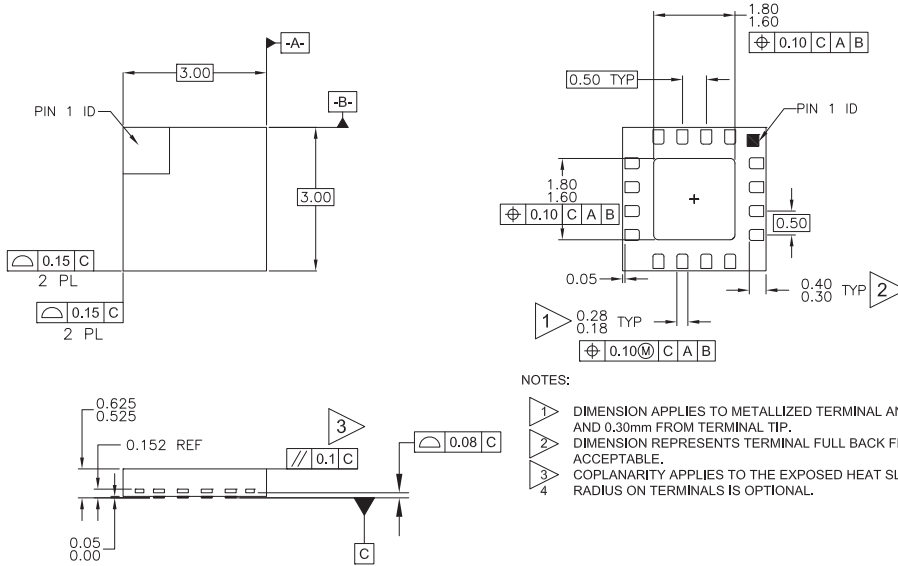 1.80
1.60
⌖ 0.10 C A B
-A-
3.00
0.50 TYP
PIN 1 ID
-B-
PIN 1 ID
3.00
1.80
1.60
⌖ 0.10 C A B
0.50
⌓ 0.15 C
2 PL
0.05
0.40
0.30 TYP 2
⌓ 0.15 C
2 PL
1 0.28
0.18 TYP
⌖ 0.10Ⓜ C A B
0.625
0.525
3
0.152 REF
// 0.1 C
⌓ 0.08 C
0.05
0.00
C
NOTES:
1 DIMENSION APPLIES TO METALLIZED TERMINAL
AND 0.30mm FROM TERMINAL TIP.
2 DIMENSION REPRESENTS TERMINAL FULL BACK
ACCEPTABLE.
3 COPLANARITY APPLIES TO THE EXPOSED HEAT
4 RADIUS ON TERMINALS IS OPTIONAL.